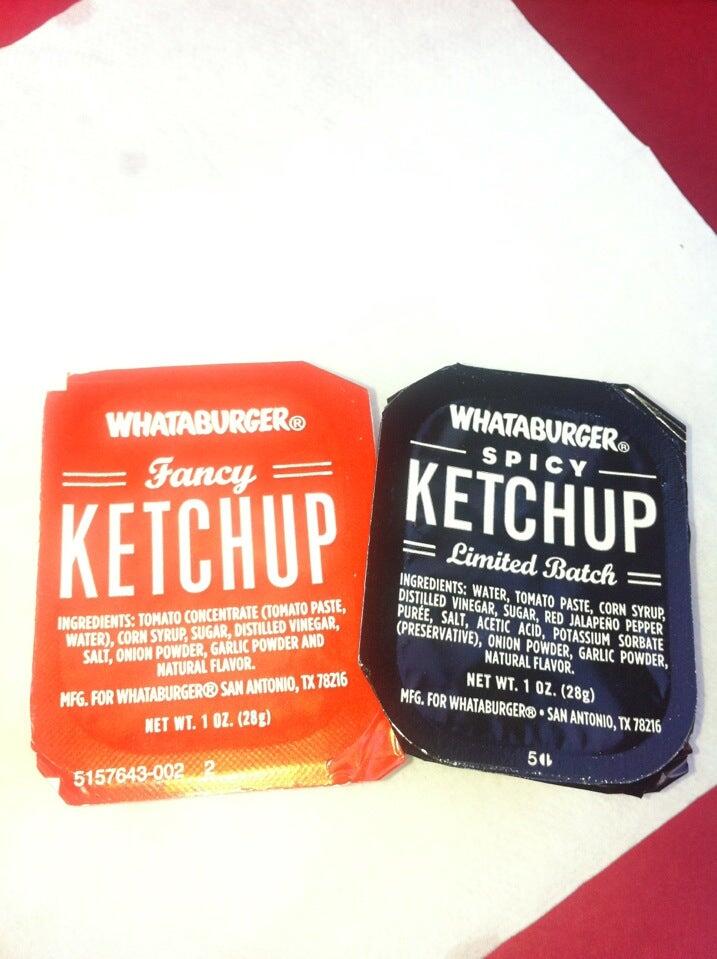 WHATABURGER®
Fancy
KETCHUP
INGREDIENTS: TOMATO CONCENTRATE (TOMATO PASTE,
WATER), CORN SYRUP, SUGAR, DISTILLED VINEGAR,
SALT, ONION POWDER, GARLIC POWDER AND
NATURAL FLAVOR.
MFG. FOR WHATABURGER® SAN ANTONIO, TX 78216
NET WT. 1 OZ. (28g)
5157643-002 2
WHATABURGER®
SPICY
KETCHUP
Limited Batch
INGREDIENTS: WATER, TOMATO PASTE, CORN SYRUP,
DISTILLED VINEGAR, SUGAR, RED JALAPEÑO PEPPER
PURÉE, SALT, ACETIC ACID, POTASSIUM SORBATE
(PRESERVATIVE), ONION POWDER, GARLIC POWDER,
NATURAL FLAVOR.
NET WT. 1 OZ. (28g)
MFG. FOR WHATABURGER® • SAN ANTONIO, TX 78216